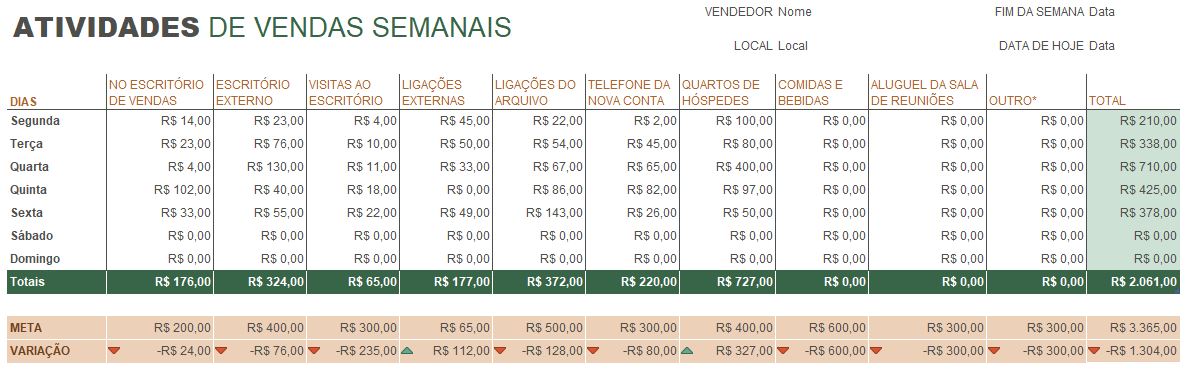 ATIVIDADES DE VENDAS SEMANAIS
VENDEDOR Nome
FIM DA SEMANA Data
LOCAL Local
DATA DE HOJE Data
DIAS NO ESCRITÓRIO DE VENDAS ESCRITÓRIO EXTERNO VISITAS AO ESCRITÓRIO LIGAÇÕES EXTERNAS LIGAÇÕES DO ARQUIVO TELEFONE DA NOVA CONTA QUARTOS DE HÓSPEDES COMIDAS E BEBIDAS ALUGUEL DA SALA DE REUNIÕES OUTRO* TOTAL
Segunda R$ 14,00 R$ 23,00 R$ 4,00 R$ 45,00 R$ 22,00 R$ 2,00 R$ 100,00 R$ 0,00 R$ 0,00 R$ 0,00 R$ 210,00
Terça R$ 23,00 R$ 76,00 R$ 10,00 R$ 50,00 R$ 54,00 R$ 45,00 R$ 80,00 R$ 0,00 R$ 0,00 R$ 0,00 R$ 338,00
Quarta R$ 4,00 R$ 130,00 R$ 11,00 R$ 33,00 R$ 67,00 R$ 65,00 R$ 400,00 R$ 0,00 R$ 0,00 R$ 0,00 R$ 710,00
Quinta R$ 102,00 R$ 40,00 R$ 18,00 R$ 0,00 R$ 86,00 R$ 82,00 R$ 97,00 R$ 0,00 R$ 0,00 R$ 0,00 R$ 425,00
Sexta R$ 33,00 R$ 55,00 R$ 22,00 R$ 49,00 R$ 143,00 R$ 26,00 R$ 50,00 R$ 0,00 R$ 0,00 R$ 0,00 R$ 378,00
Sábado R$ 0,00 R$ 0,00 R$ 0,00 R$ 0,00 R$ 0,00 R$ 0,00 R$ 0,00 R$ 0,00 R$ 0,00 R$ 0,00 R$ 0,00
Domingo R$ 0,00 R$ 0,00 R$ 0,00 R$ 0,00 R$ 0,00 R$ 0,00 R$ 0,00 R$ 0,00 R$ 0,00 R$ 0,00 R$ 0,00
Totais R$ 176,00 R$ 324,00 R$ 65,00 R$ 177,00 R$ 372,00 R$ 220,00 R$ 727,00 R$ 0,00 R$ 0,00 R$ 0,00 R$ 2.061,00
META R$ 200,00 R$ 400,00 R$ 300,00 R$ 65,00 R$ 500,00 R$ 300,00 R$ 400,00 R$ 600,00 R$ 300,00 R$ 300,00 R$ 3.365,00
VARIAÇÃO -R$ 24,00 -R$ 76,00 -R$ 235,00 R$ 112,00 -R$ 128,00 -R$ 80,00 R$ 327,00 -R$ 600,00 -R$ 300,00 -R$ 300,00 -R$ 1.304,00